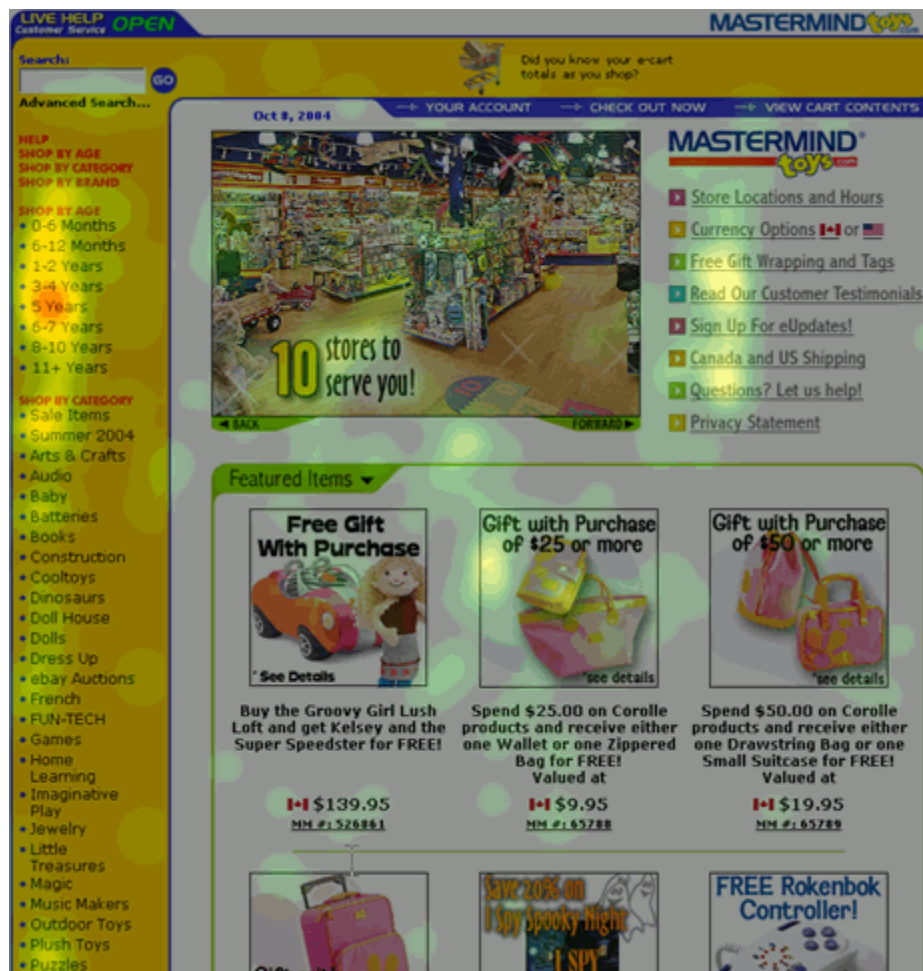 LIVE HELP
Customer Service OPEN
MASTERMIND toys.com
Search:
GO
Advanced Search...
Did you know your e-cart
totals as you shop?
Oct 8, 2004
YOUR ACCOUNT
CHECK OUT NOW
VIEW CART CONTENTS
HELP
SHOP BY AGE
SHOP BY CATEGORY
SHOP BY BRAND
SHOP BY AGE
• 0-6 Months
• 6-12 Months
• 1-2 Years
• 3-4 Years
• 5 Years
• 6-7 Years
• 8-10 Years
• 11+ Years
SHOP BY CATEGORY
• Sale Items
• Summer 2004
• Arts & Crafts
• Audio
• Baby
• Batteries
• Books
• Construction
• Cooltoys
• Dinosaurs
• Doll House
• Dolls
• Dress Up
• ebay Auctions
• French
• FUN-TECH
• Games
• Home
Learning
• Imaginative
Play
• Jewelry
• Little
Treasures
• Magic
• Music Makers
• Outdoor Toys
• Plush Toys
• Puzzles
10 stores to
serve you!
BACK
FORWARD
MASTERMIND®
toys.com
Store Locations and Hours
Currency Options or
Free Gift Wrapping and Tags
Read Our Customer Testimonials
Sign Up For eUpdates!
Canada and US Shipping
Questions? Let us help!
Privacy Statement
Featured Items
Free Gift
With Purchase
*See Details
Buy the Groovy Girl Lush
Loft and get Kelsey and the
Super Speedster for FREE!
$139.95
MM #: 526861
Gift with Purchase
of $25 or more
*see details
Spend $25.00 on Corolle
products and receive either
one Wallet or one Zippered
Bag for FREE!
Valued at
$9.95
MM #: 65788
Gift with Purchase
of $50 or more
*see details
Spend $50.00 on Corolle
products and receive either
one Drawstring Bag or one
Small Suitcase for FREE!
Valued at
$19.95
MM #: 65789
Save 20% on
I Spy Spooky Night
I SPY
FREE Rokenbok
Controller!